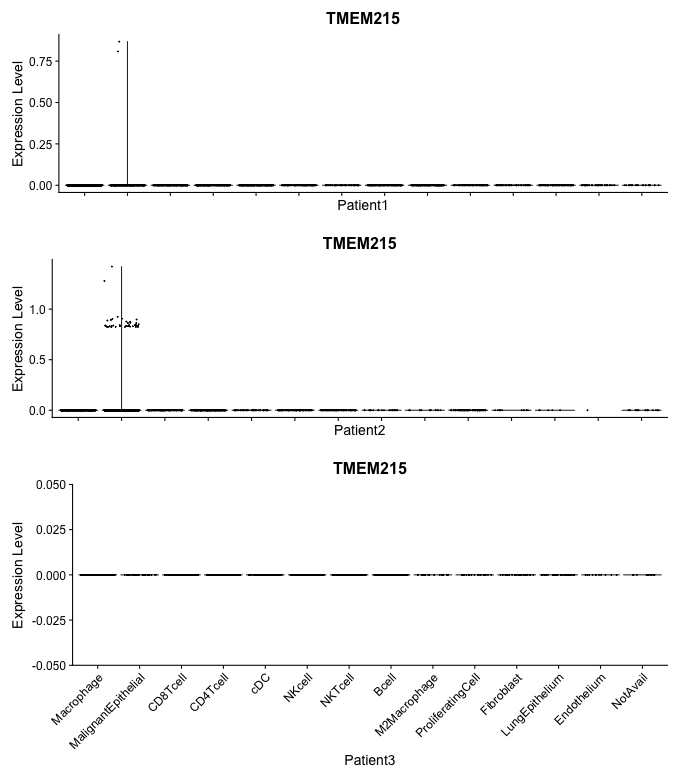 TMEM215
Expression Level
0.75
0.50
0.25
0.00
Patient1
TMEM215
Expression Level
1.0
0.5
0.0
Patient2
TMEM215
Expression Level
0.050
0.025
0.000
-0.025
-0.050
Macrophage
MalignantEpithelial
CD8Tcell
CD4Tcell
cDC
NKcell
NKTcell
Bcell
M2Macrophage
ProliferatingCell
Fibroblast
LungEpithelium
Endothelium
NotAvail
Patient3